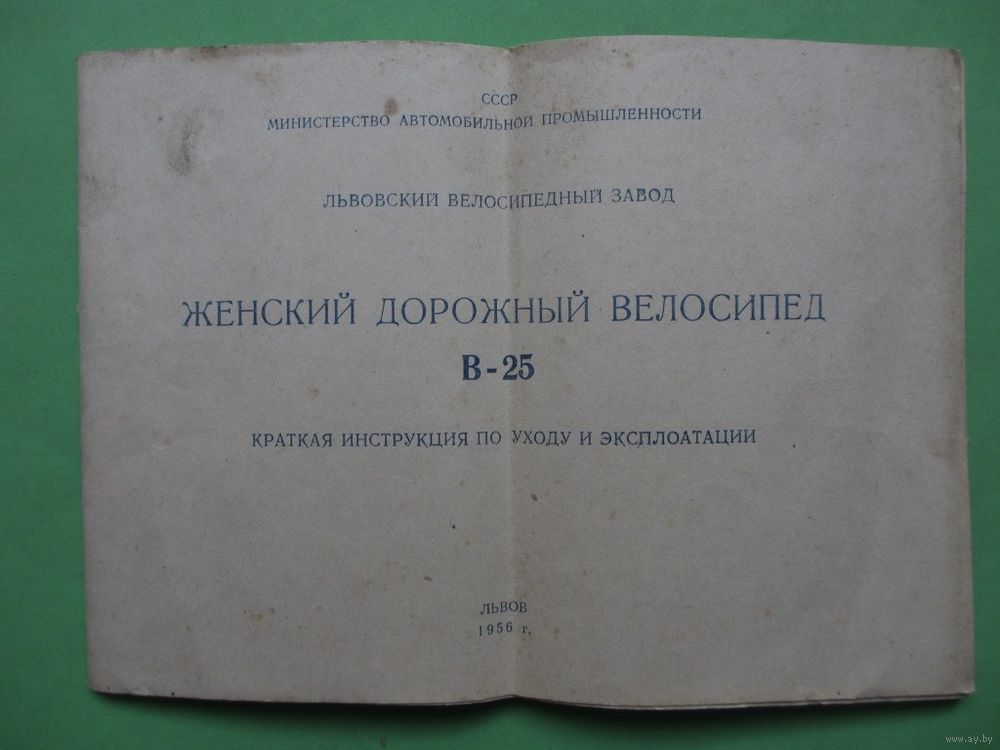 СССР
МИНИСТЕРСТВО АВТОМОБИЛЬНОЙ ПРОМЫШЛЕННОСТИ
ЛЬВОВСКИЙ ВЕЛОСИПЕДНЫЙ ЗАВОД
ЖЕНСКИЙ ДОРОЖНЫЙ ВЕЛОСИПЕД
В-25
КРАТКАЯ ИНСТРУКЦИЯ ПО УХОДУ И ЭКСПЛОАТАЦИИ
ЛЬВОВ
1956 г.
www.ay.by